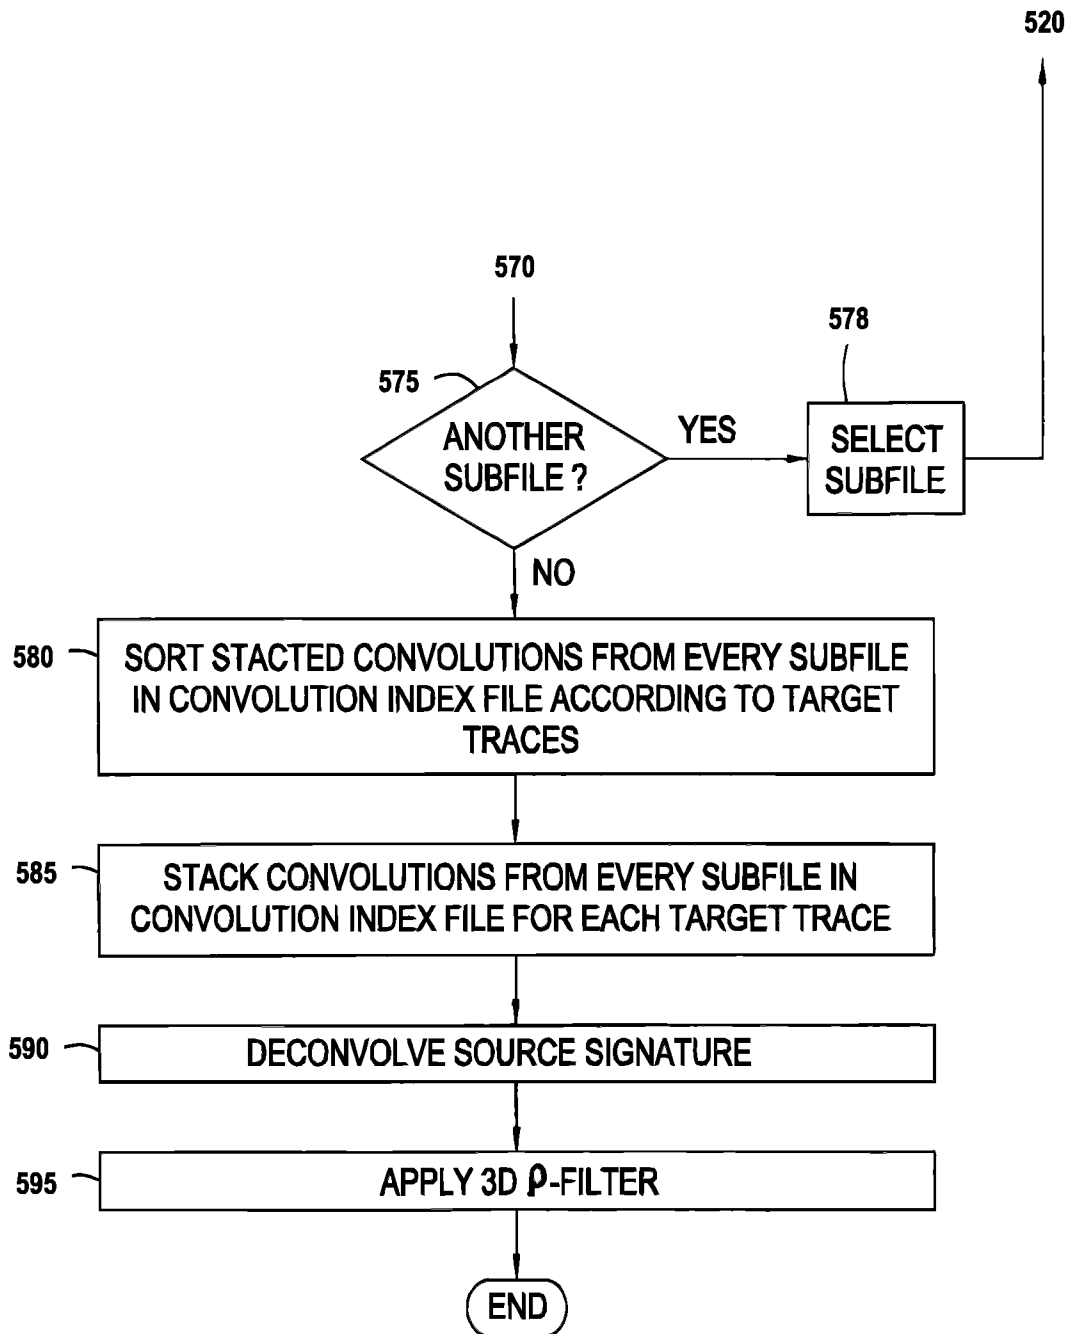 520
570
575
ANOTHER
SUBFILE ?
YES
578
SELECT
SUBFILE
NO
580
SORT STACTED CONVOLUTIONS FROM EVERY SUBFILE
IN CONVOLUTION INDEX FILE ACCORDING TO TARGET
TRACES
585
STACK CONVOLUTIONS FROM EVERY SUBFILE IN
CONVOLUTION INDEX FILE FOR EACH TARGET TRACE
590
DECONVOLVE SOURCE SIGNATURE
595
APPLY 3D ρ-FILTER
END